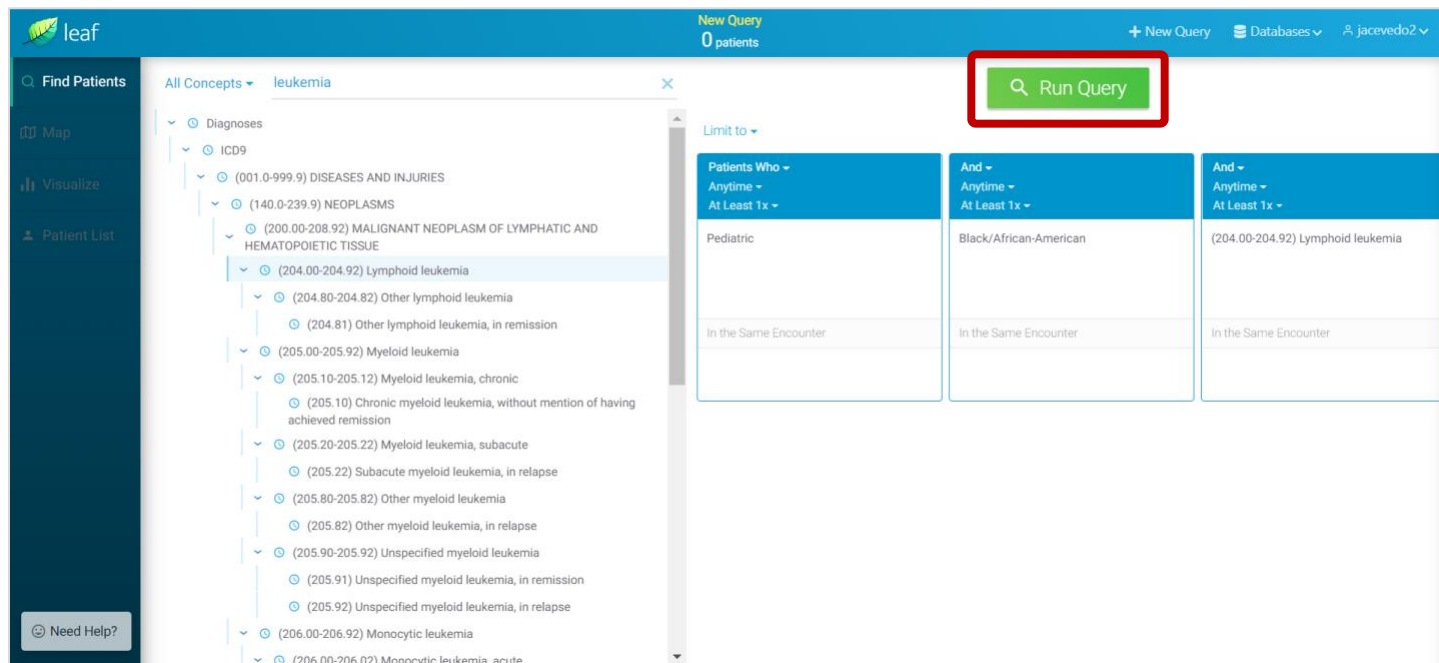 leaf
New Query
0 patients
+ New Query
Databases
jacevedo2
Find Patients
Map
Visualize
Patient List
Need Help?
All Concepts
leukemia
Diagnoses
ICD9
(001.0-999.9) DISEASES AND INJURIES
(140.0-239.9) NEOPLASMS
(200.00-208.92) MALIGNANT NEOPLASM OF LYMPHATIC AND
HEMATOPOIETIC TISSUE
(204.00-204.92) Lymphoid leukemia
(204.80-204.82) Other lymphoid leukemia
(204.81) Other lymphoid leukemia, in remission
(205.00-205.92) Myeloid leukemia
(205.10-205.12) Myeloid leukemia, chronic
(205.10) Chronic myeloid leukemia, without mention of having
achieved remission
(205.20-205.22) Myeloid leukemia, subacute
(205.22) Subacute myeloid leukemia, in relapse
(205.80-205.82) Other myeloid leukemia
(205.82) Other myeloid leukemia, in relapse
(205.90-205.92) Unspecified myeloid leukemia
(205.91) Unspecified myeloid leukemia, in remission
(205.92) Unspecified myeloid leukemia, in relapse
(206.00-206.92) Monocytic leukemia
(206.00-206.02) Monocytic leukemia, acute
Run Query
Limit to
Patients Who
Anytime
At Least 1x
Pediatric
In the Same Encounter
And
Anytime
At Least 1x
Black/African-American
In the Same Encounter
And
Anytime
At Least 1x
(204.00-204.92) Lymphoid leukemia
In the Same Encounter